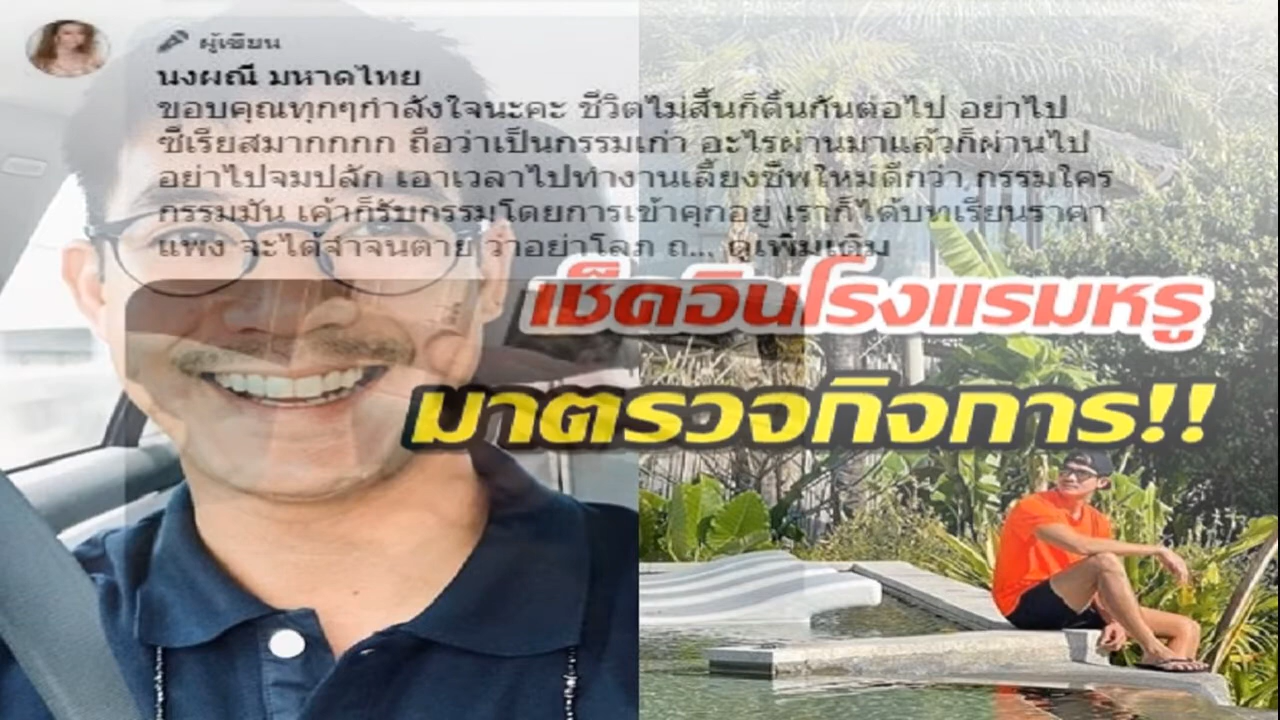 ผู้เขียน
นงผณี มหาดไทย
ขอบคุณทุกๆกำลังใจนะคะ ชีวิตไม่สิ้นก็ดิ้นกันต่อไป อย่าไป
ซีเรียสมากกกก ถือว่าเป็นกรรมเก่า อะไรผ่านมาแล้วก็ผ่านไป
อย่าไปจมปลัก เอาเวลาไปทำงานเลี้ยงชีพใหม่ดีกว่า กรรมใคร
กรรมมัน เค้าก็รับกรรมโดยการเข้าคุกอยู่ เราก็ได้บทเรียนราคา
แพง จะได้จำจนตาย ว่าอย่าโลภ ถ... ดูเพิ่มเติม
เช็คอินโรงแรมหรู
มาตรวจกิจการ!!